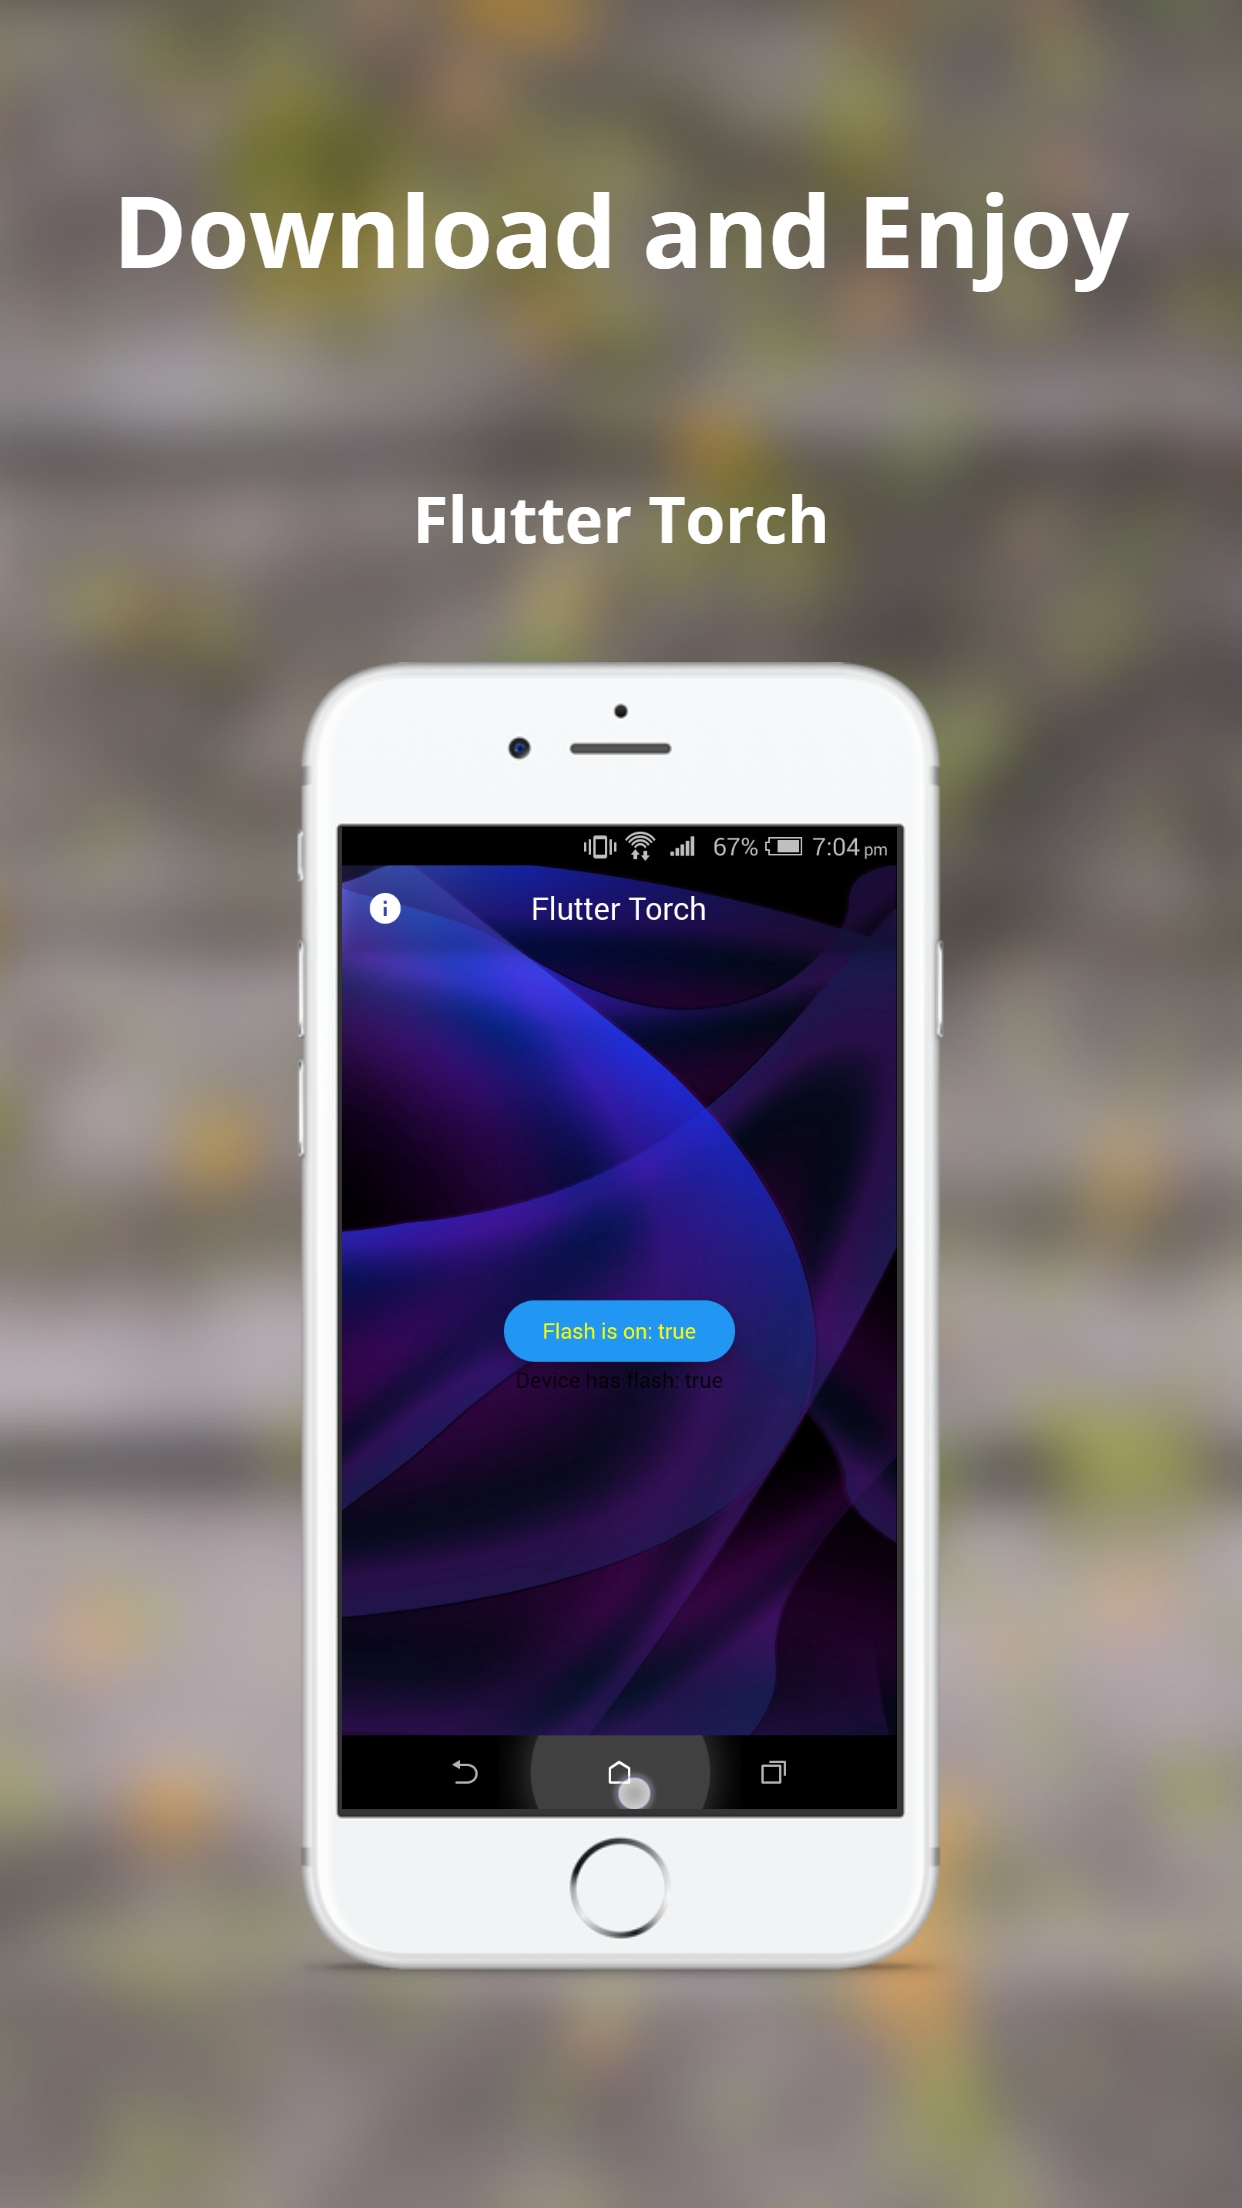 Download and Enjoy
Flutter Torch
67% 7:04 pm
Flutter Torch
Flash is on: true
Device has flash: true